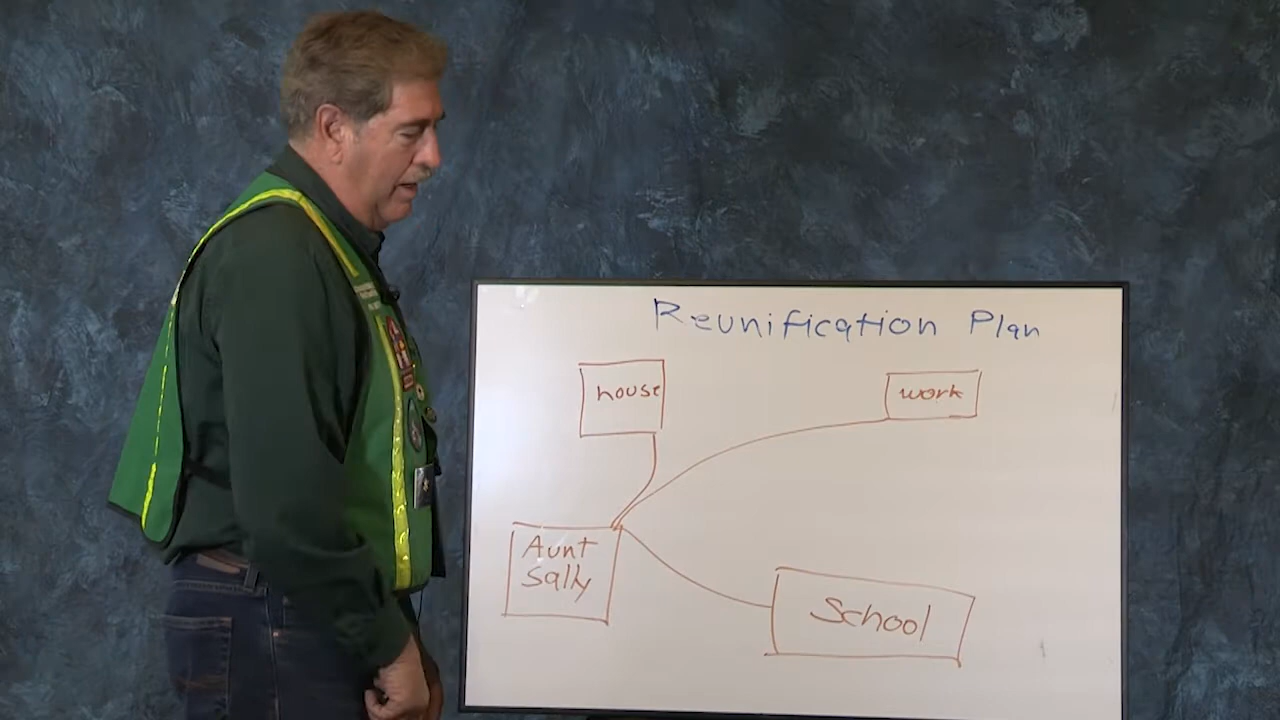 Reunification Plan
house
work
Aunt
Sally
School